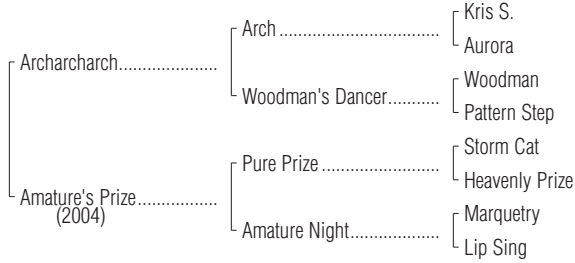 Kris S.
Arch
Aurora
Archarcharch
Woodman
Woodman's Dancer
Pattern Step
Storm Cat
Pure Prize
Heavenly Prize
Amature's Prize
(2004)
Marquetry
Amature Night
Lip Sing